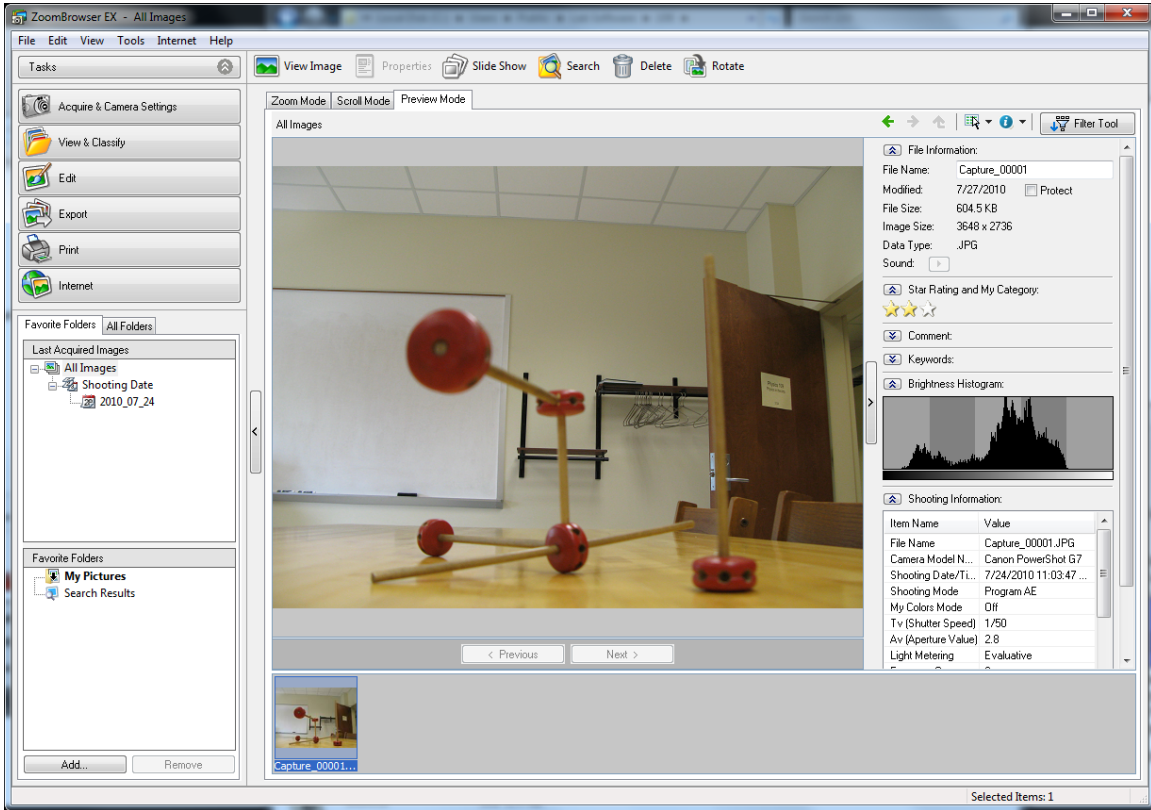 ZoomBrowser EX - All Images
File Edit View Tools Internet Help
Tasks
View Image Properties Slide Show Search Delete Rotate
Acquire & Camera Settings
View & Classify
Edit
Export
Print
Internet
Favorite Folders All Folders
Last Acquired Images
All Images
Shooting Date
2010_07_24
Favorite Folders
My Pictures
Search Results
Add... Remove
Zoom Mode Scroll Mode Preview Mode
All Images
Filter Tool
< Previous Next >
Capture_00001...
File Information:
File Name: Capture_00001
Modified: 7/27/2010 Protect
File Size: 604.5 KB
Image Size: 3648 x 2736
Data Type: .JPG
Sound:
Star Rating and My Category:
Comment:
Keywords:
Brightness Histogram:
Shooting Information:
Item Name Value
File Name Capture_00001.JPG
Camera Model N... Canon PowerShot G7
Shooting Date/Ti... 7/24/2010 11:03:47 ...
Shooting Mode Program AE
My Colors Mode Off
Tv (Shutter Speed) 1/50
Av (Aperture Value) 2.8
Light Metering Evaluative
Selected Items: 1